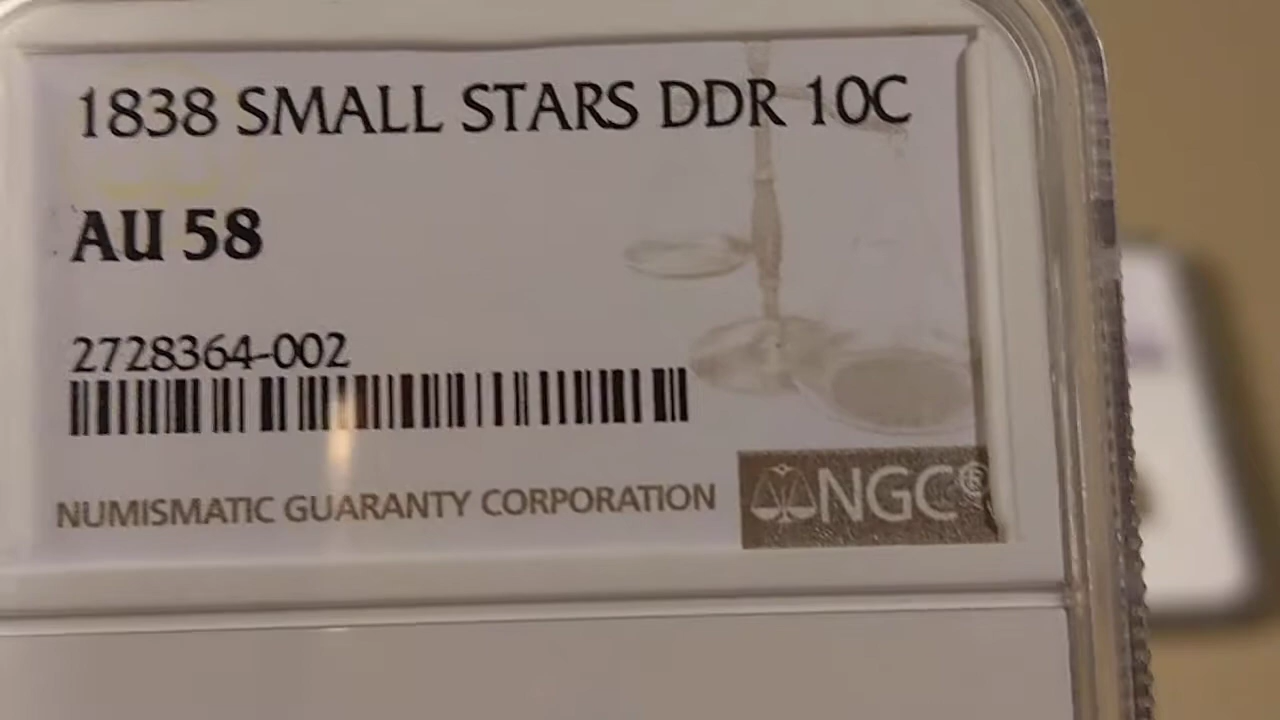 1838 SMALL STARS DDR 10C
AU 58
2728364-002
NUMISMATIC GUARANTY CORPORATION
NGC®